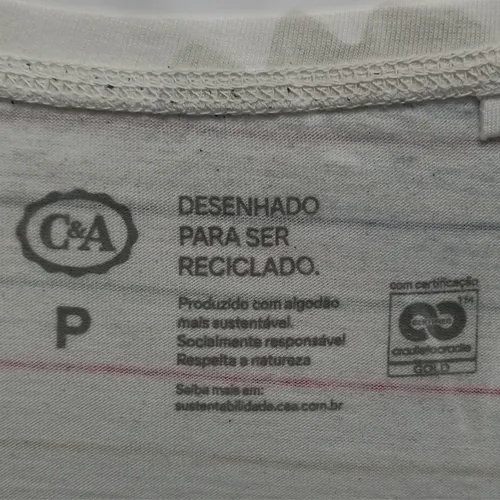 C&A
P
DESENHADO
PARA SER
RECICLADO.
Produzido com algodão
mais sustentável
Socialmente responsável
Respeita a natureza
Saiba mais em:
sustentabilidade.cea.com.br
com certificação
TM
cradletocradle
GOLD